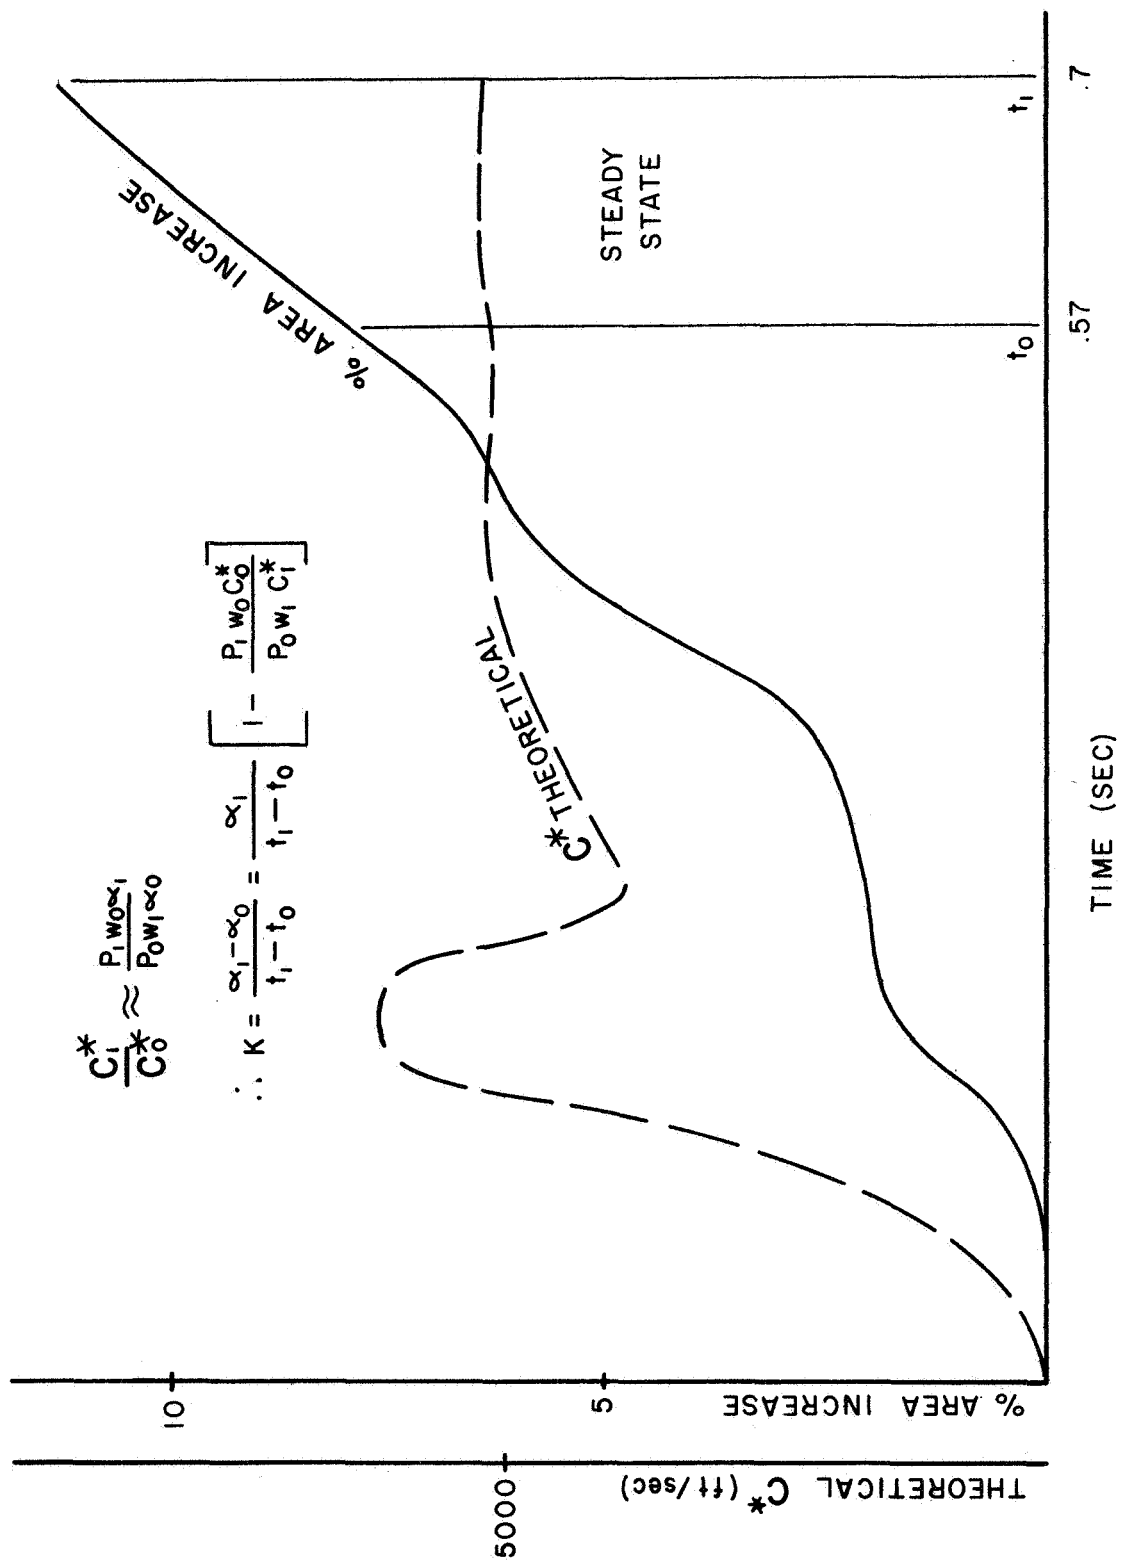 C₁*/C₀* ≈ P₁w₀α₁/P₀w₁α₀
∴ K = α₁−α₀/t₁−t₀ = α₁/t₁−t₀ [1− P₁w₀C₀*/P₀w₁C₁*]
% AREA INCREASE
C* THEORETICAL
STEADY
STATE
t₀
t₁
.57
.7
TIME (SEC)
10
5
% AREA INCREASE
5000
THEORETICAL C* (ft/sec)